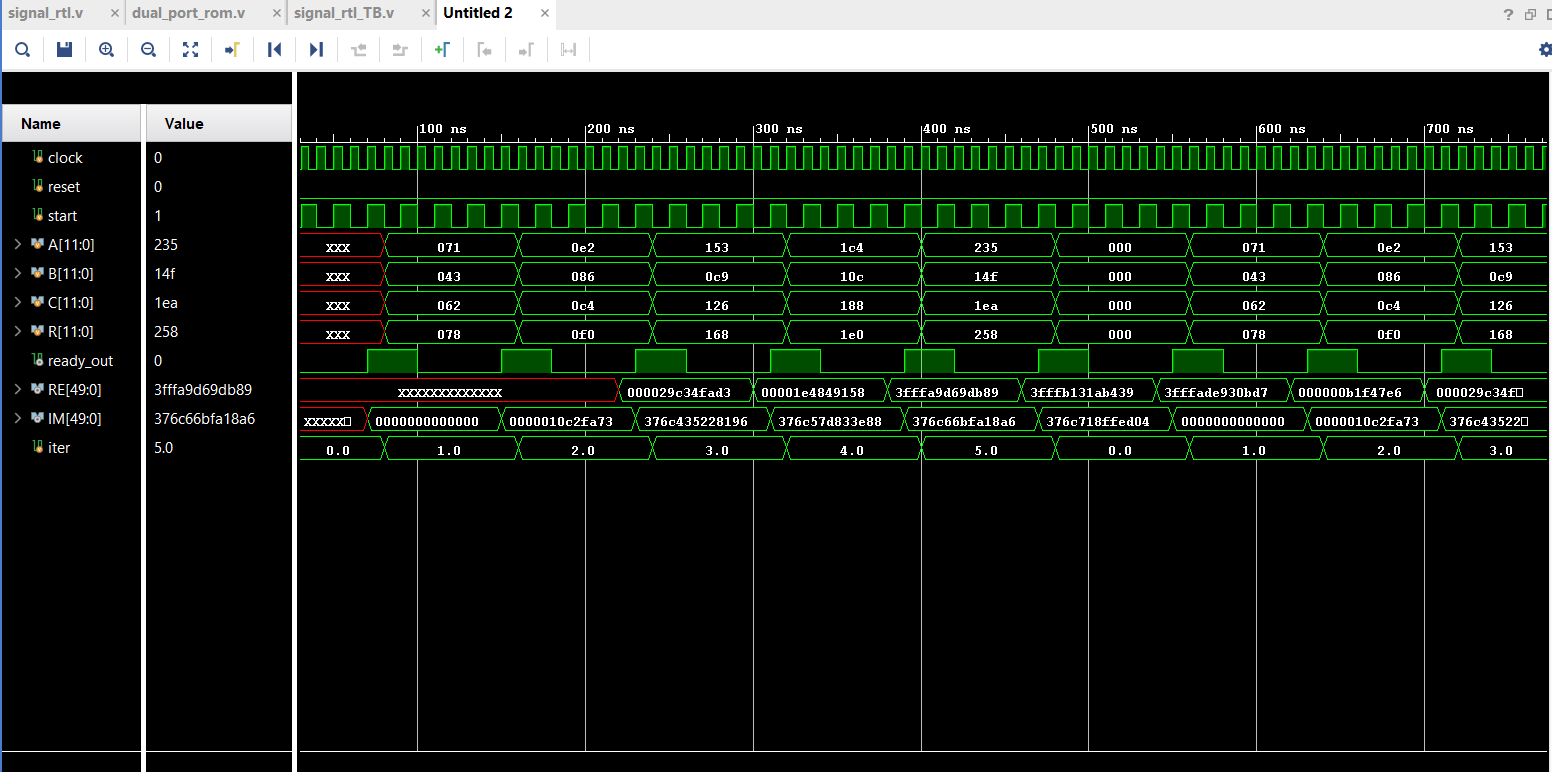 signal_rtl.v × dual_port_rom.v × signal_rtl_TB.v × Untitled 2 ×
Name Value
100 ns 200 ns 300 ns 400 ns 500 ns 600 ns 700 ns
clock 0
reset 0
start 1
A[11:0] 235 XXX 071 0e2 153 1c4 235 000 071 0e2 153
B[11:0] 14f XXX 043 086 0c9 10c 14f 000 043 086 0c9
C[11:0] 1ea XXX 062 0c4 126 188 1ea 000 062 0c4 126
R[11:0] 258 XXX 078 0f0 168 1e0 258 000 078 0f0 168
ready_out 0
RE[49:0] 3fffa9d69db89 XXXXXXXXXXXXX 000029c34fad3 00001e4849158 3fffa9d69db89 3fffb131ab439 3fffade930bd7 000000b1f47e6 000029c34f□
IM[49:0] 376c66bfa18a6 XXXXX□ 0000000000000 0000010c2fa73 376c435228196 376c57d833e88 376c66bfa18a6 376c718ffed04 0000000000000 0000010c2fa73 376c43522□
iter 5.0 0.0 1.0 2.0 3.0 4.0 5.0 0.0 1.0 2.0 3.0